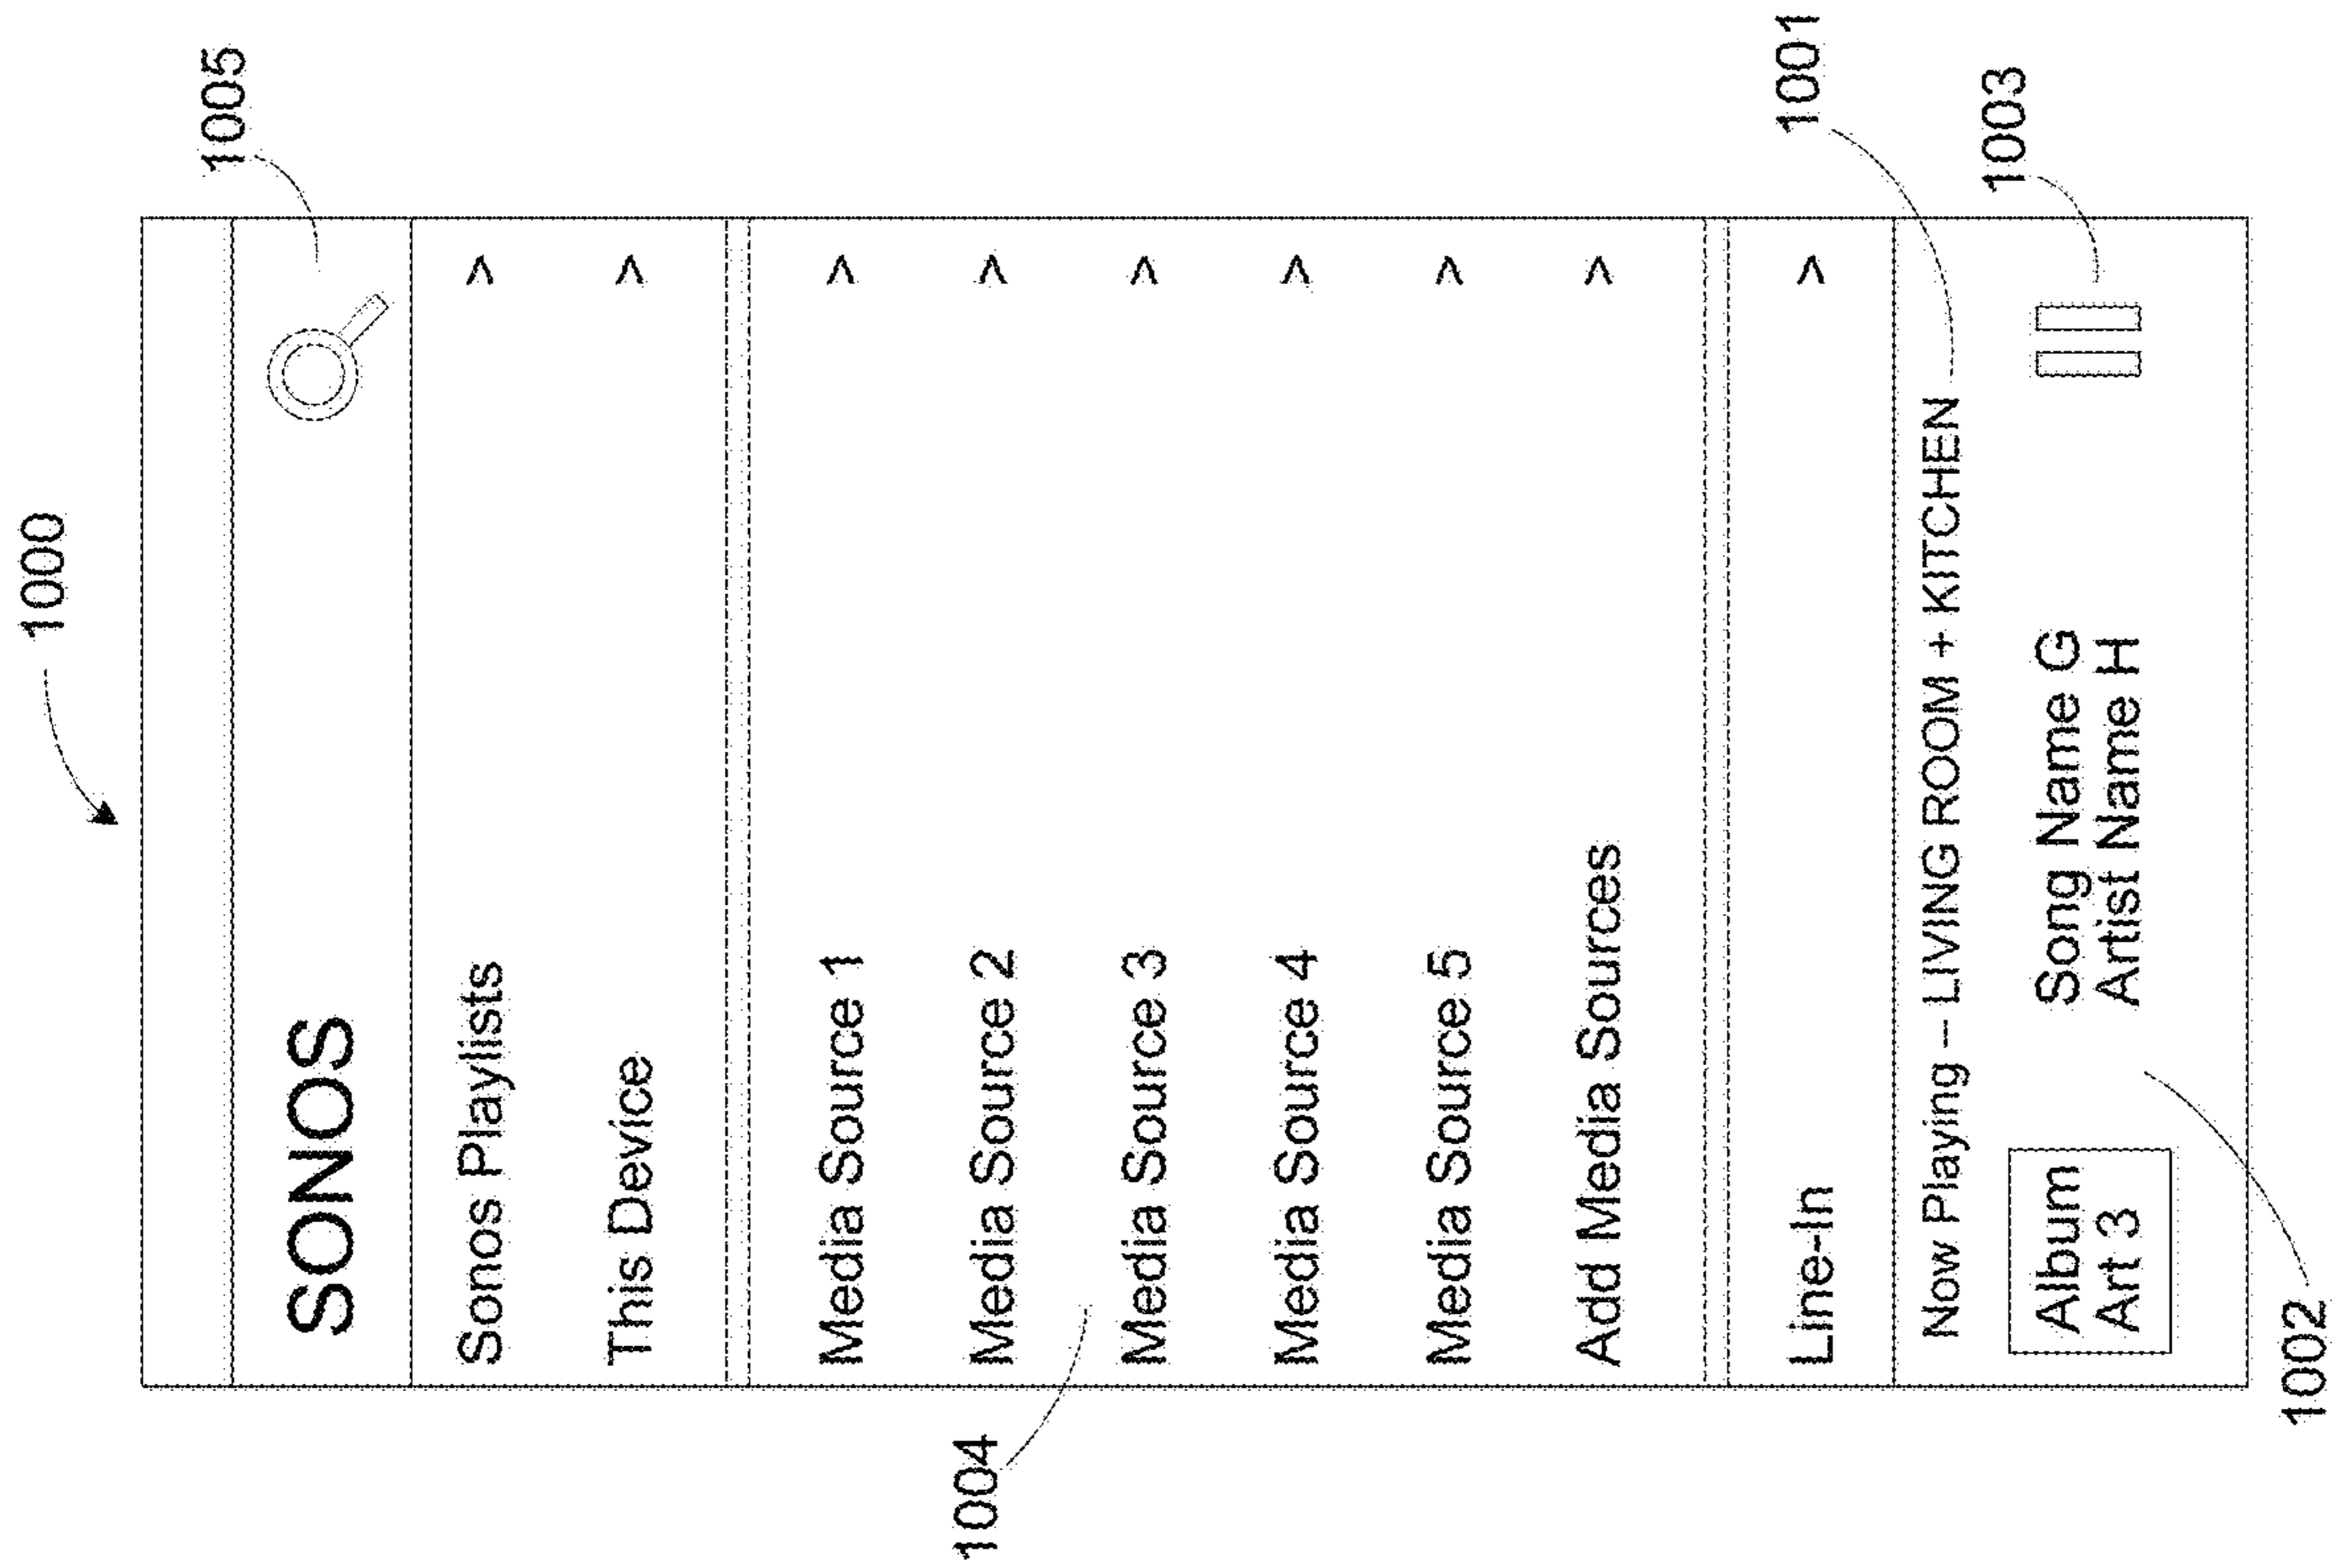 1000
1005
SONOS
Sonos Playlists >
This Device >
Media Source 1 >
Media Source 2 >
1004
Media Source 3 >
Media Source 4 >
Media Source 5 >
Add Media Sources >
Line-In >
1001
Now Playing – LIVING ROOM + KITCHEN
1003
Album
Art 3
Song Name G
Artist Name H
1002